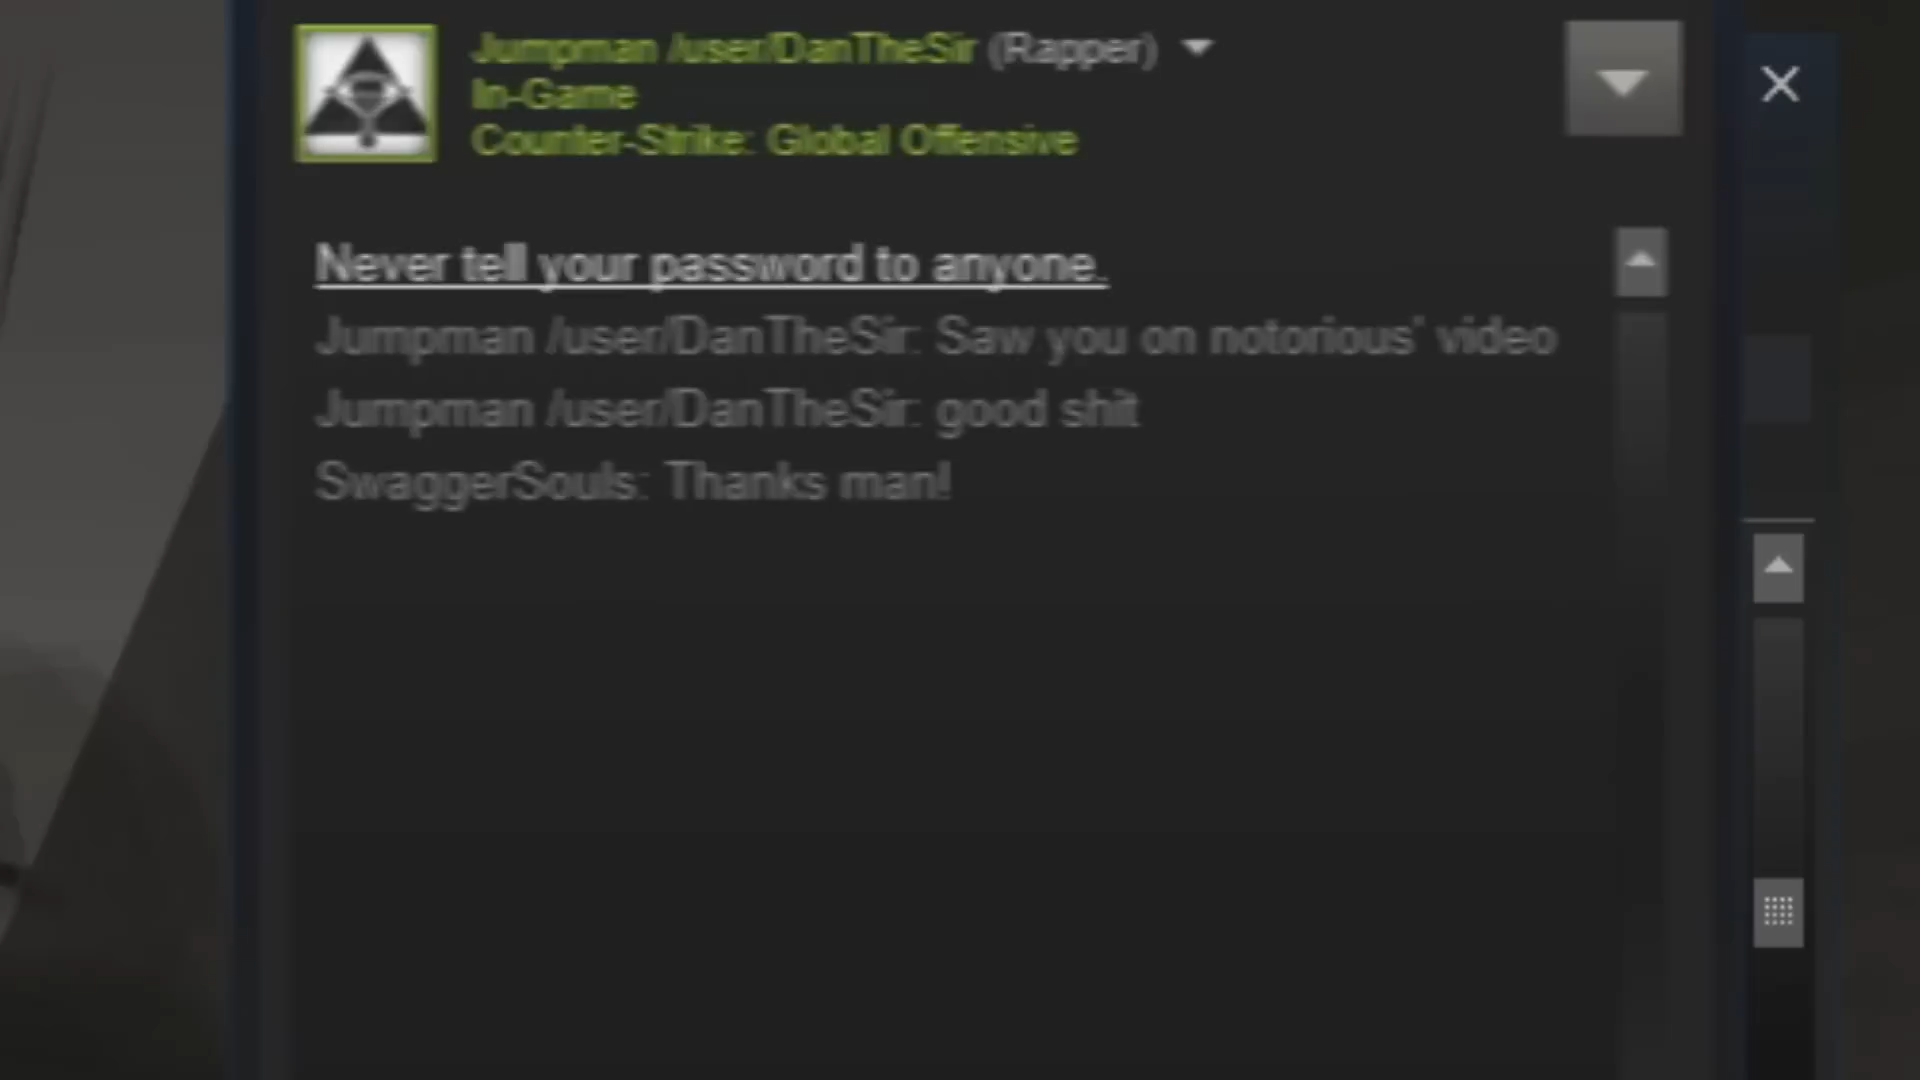 Jumpman /user/DanTheSir (Rapper)
In-Game
Counter-Strike: Global Offensive
Never tell your password to anyone.
Jumpman /user/DanTheSir: Saw you on notorious' video
Jumpman /user/DanTheSir: good shit
SwaggerSouls: Thanks man!